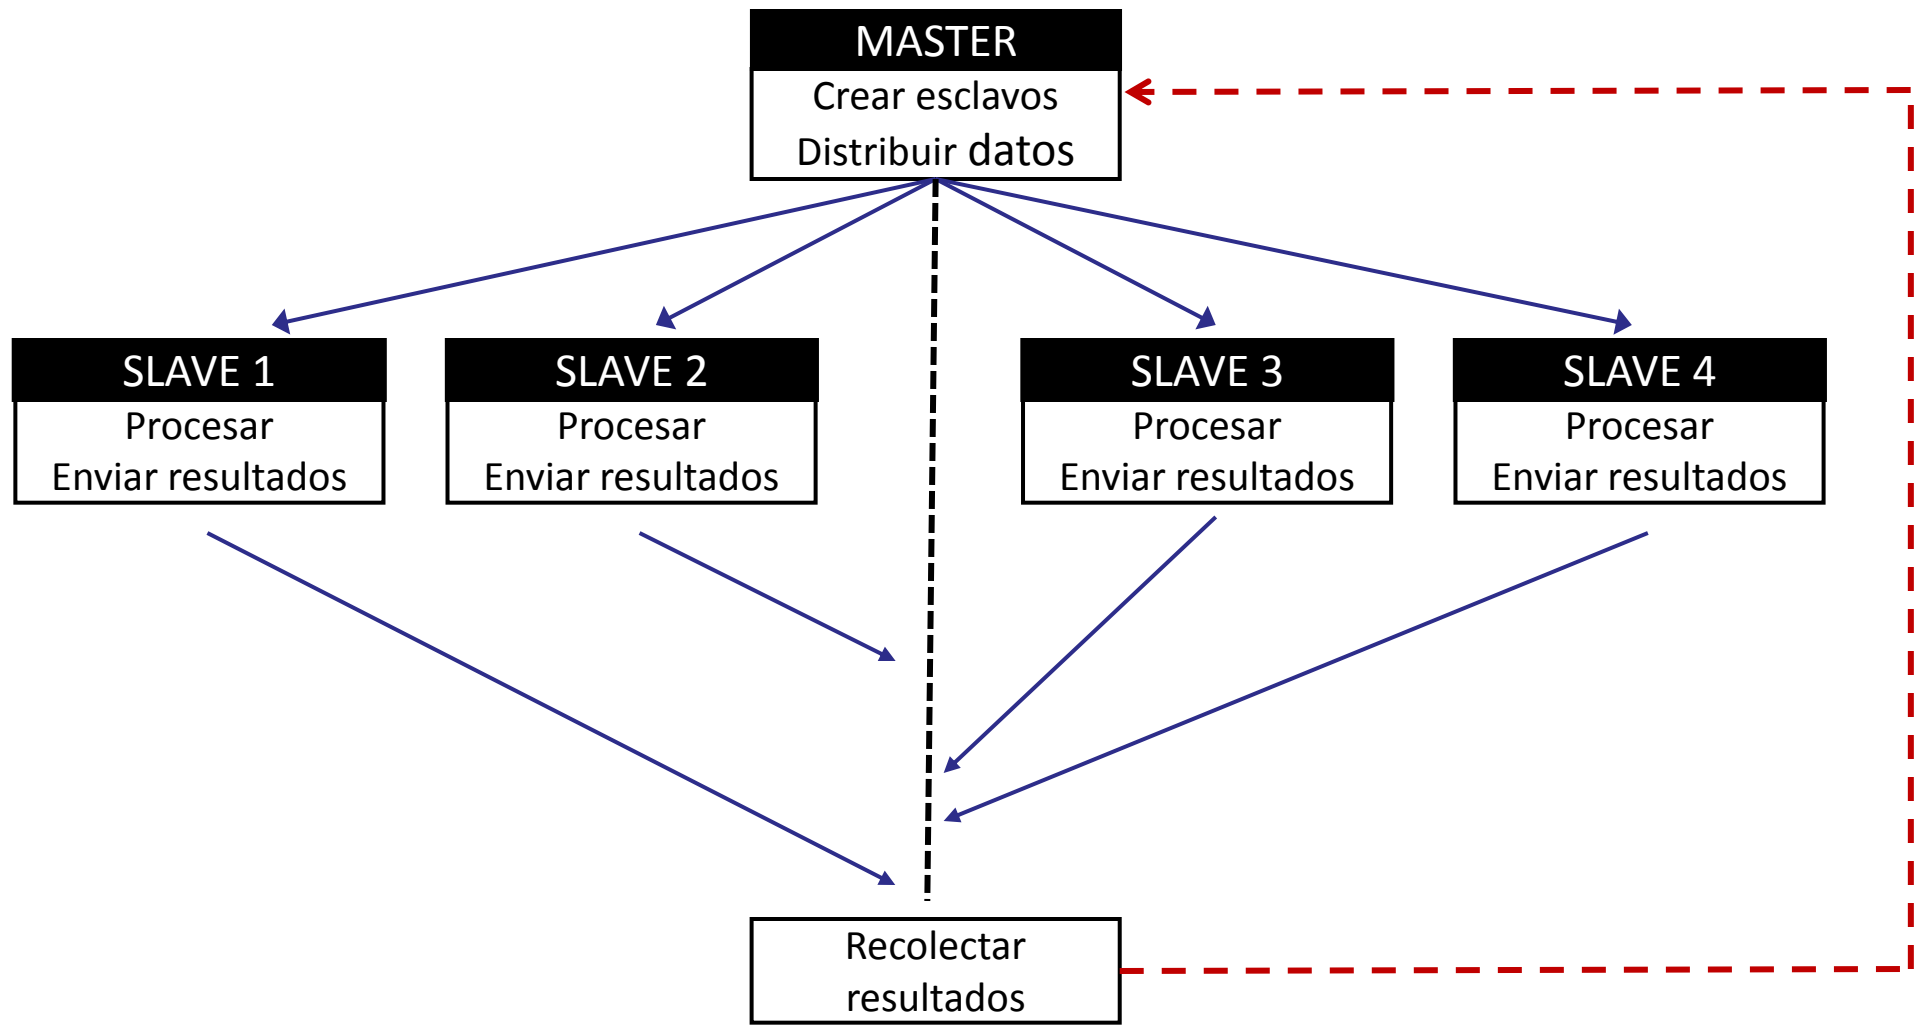 MASTER
Crear esclavos
Distribuir datos
SLAVE 1
Procesar
Enviar resultados
SLAVE 2
Procesar
Enviar resultados
SLAVE 3
Procesar
Enviar resultados
SLAVE 4
Procesar
Enviar resultados
Recolectar
resultados